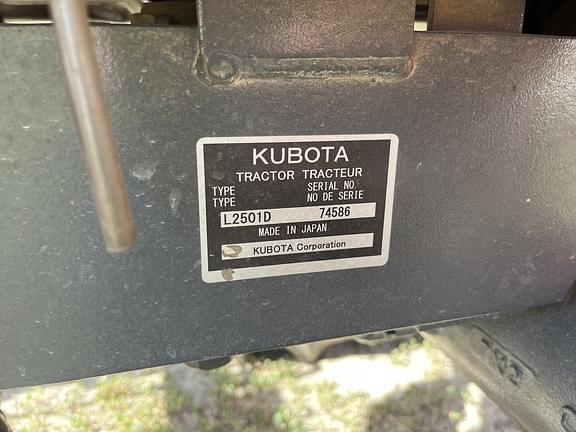 KUBOTA
TRACTOR TRACTEUR
TYPE SERIAL NO.
TYPE NO DE SERIE
L2501D 74586
MADE IN JAPAN
KUBOTA Corporation